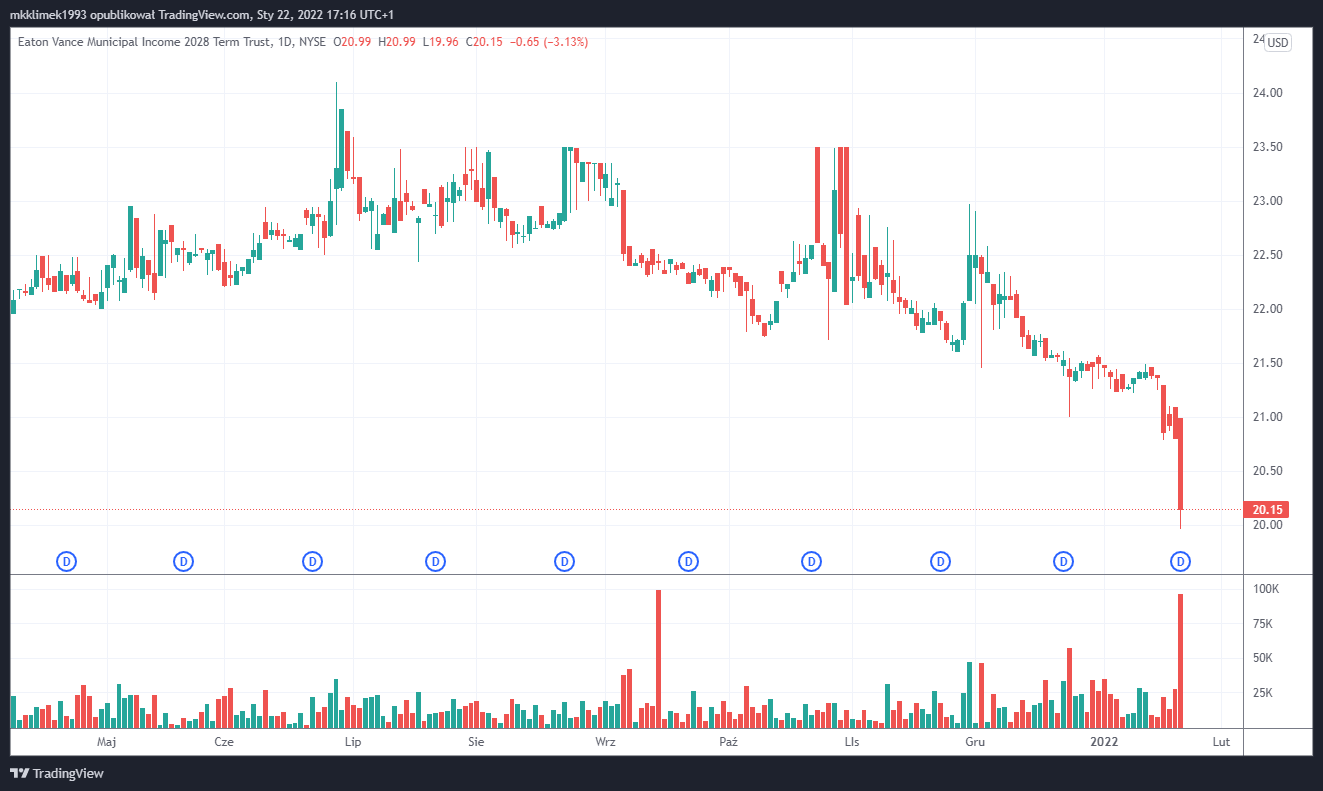 mkklimek1993 opublikował TradingView.com, Sty 22, 2022 17:16 UTC+1
Eaton Vance Municipal Income 2028 Term Trust, 1D, NYSE O20.99 H20.99 L19.96 C20.15 −0.65 (−3.13%)
USD
24.00
23.50
23.00
22.50
22.00
21.50
21.00
20.50
20.15
20.00
D D D D D D D D D D
100K
75K
50K
25K
Maj Cze Lip Sie Wrz Paź Lis Gru 2022 Lut
TradingView